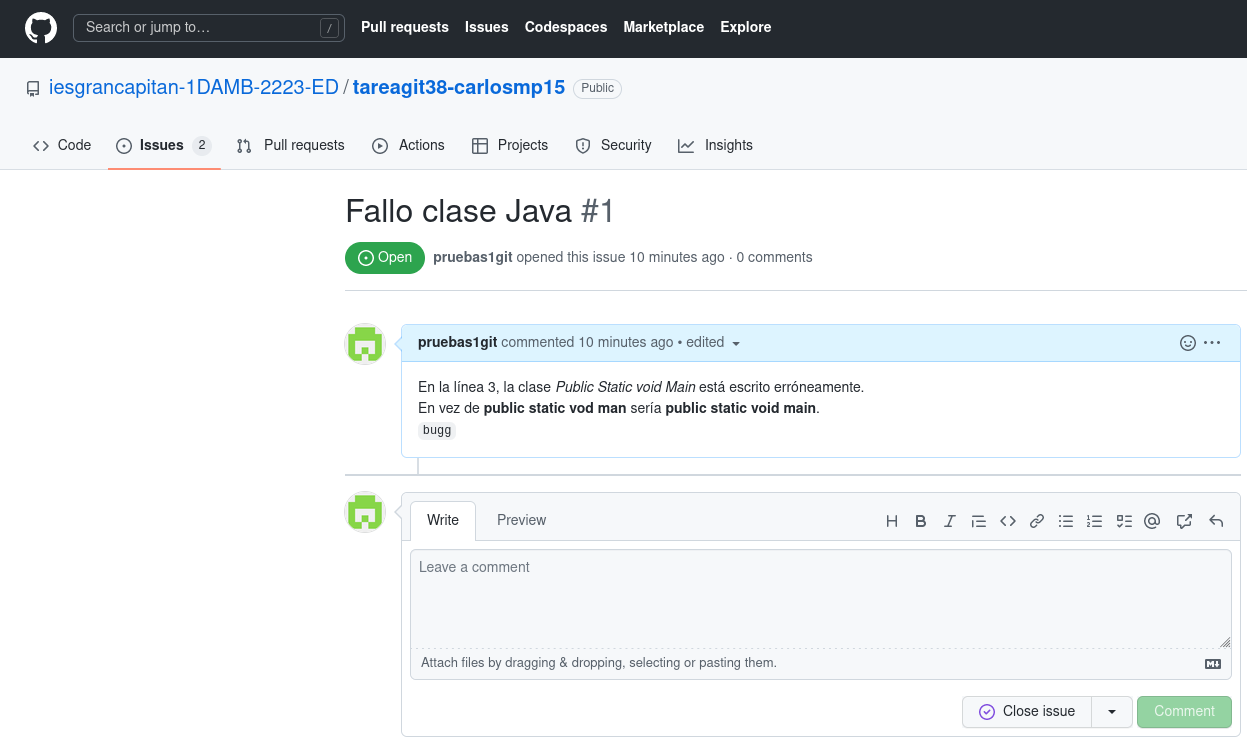 Search or jump to… /
Pull requests Issues Codespaces Marketplace Explore
iesgrancapitan-1DAMB-2223-ED / tareagit38-carlosmp15 Public
Code Issues 2 Pull requests Actions Projects Security Insights
Fallo clase Java #1
Open pruebas1git opened this issue 10 minutes ago · 0 comments
pruebas1git commented 10 minutes ago • edited
En la línea 3, la clase Public Static void Main está escrito erróneamente.
En vez de public static vod man sería public static void main.
bugg
Write Preview
Leave a comment
Attach files by dragging & dropping, selecting or pasting them.
Close issue Comment